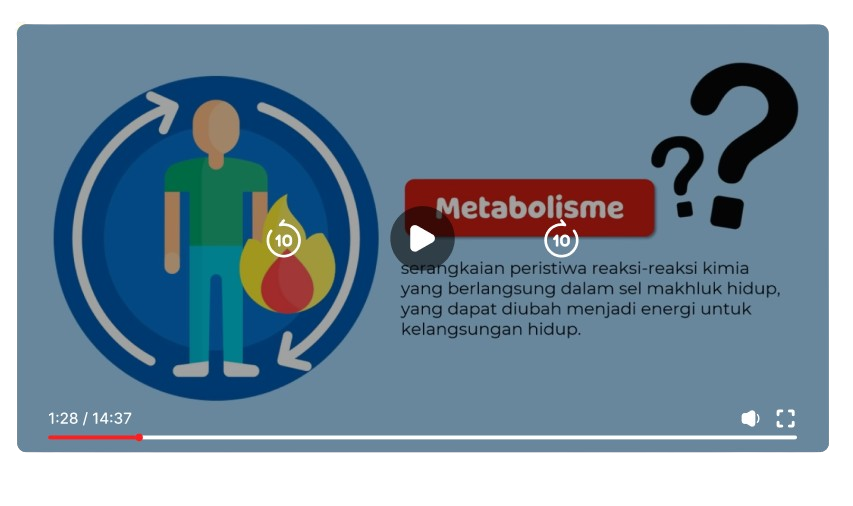 ??
Metabolisme
10
10
serangkaian peristiwa reaksi-reaksi kimia
yang berlangsung dalam sel makhluk hidup,
yang dapat diubah menjadi energi untuk
kelangsungan hidup.
1:28 / 14:37